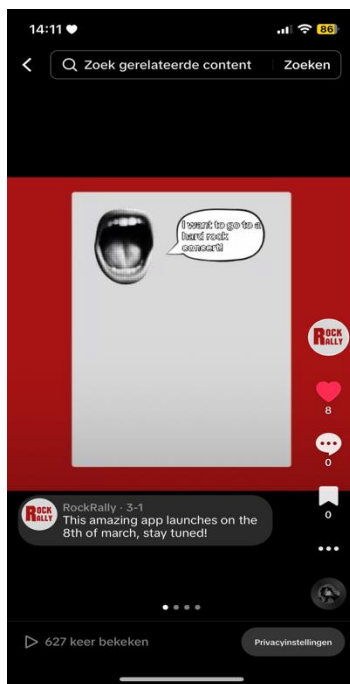 14:11
86
Zoek gerelateerde content Zoeken
I want to go to a
hard rock
concert!
ROCK
RALLY
8
0
0
ROCK
RALLY
RockRally · 3-1
This amazing app launches on the
8th of march, stay tuned!
627 keer bekeken
Privacyinstellingen